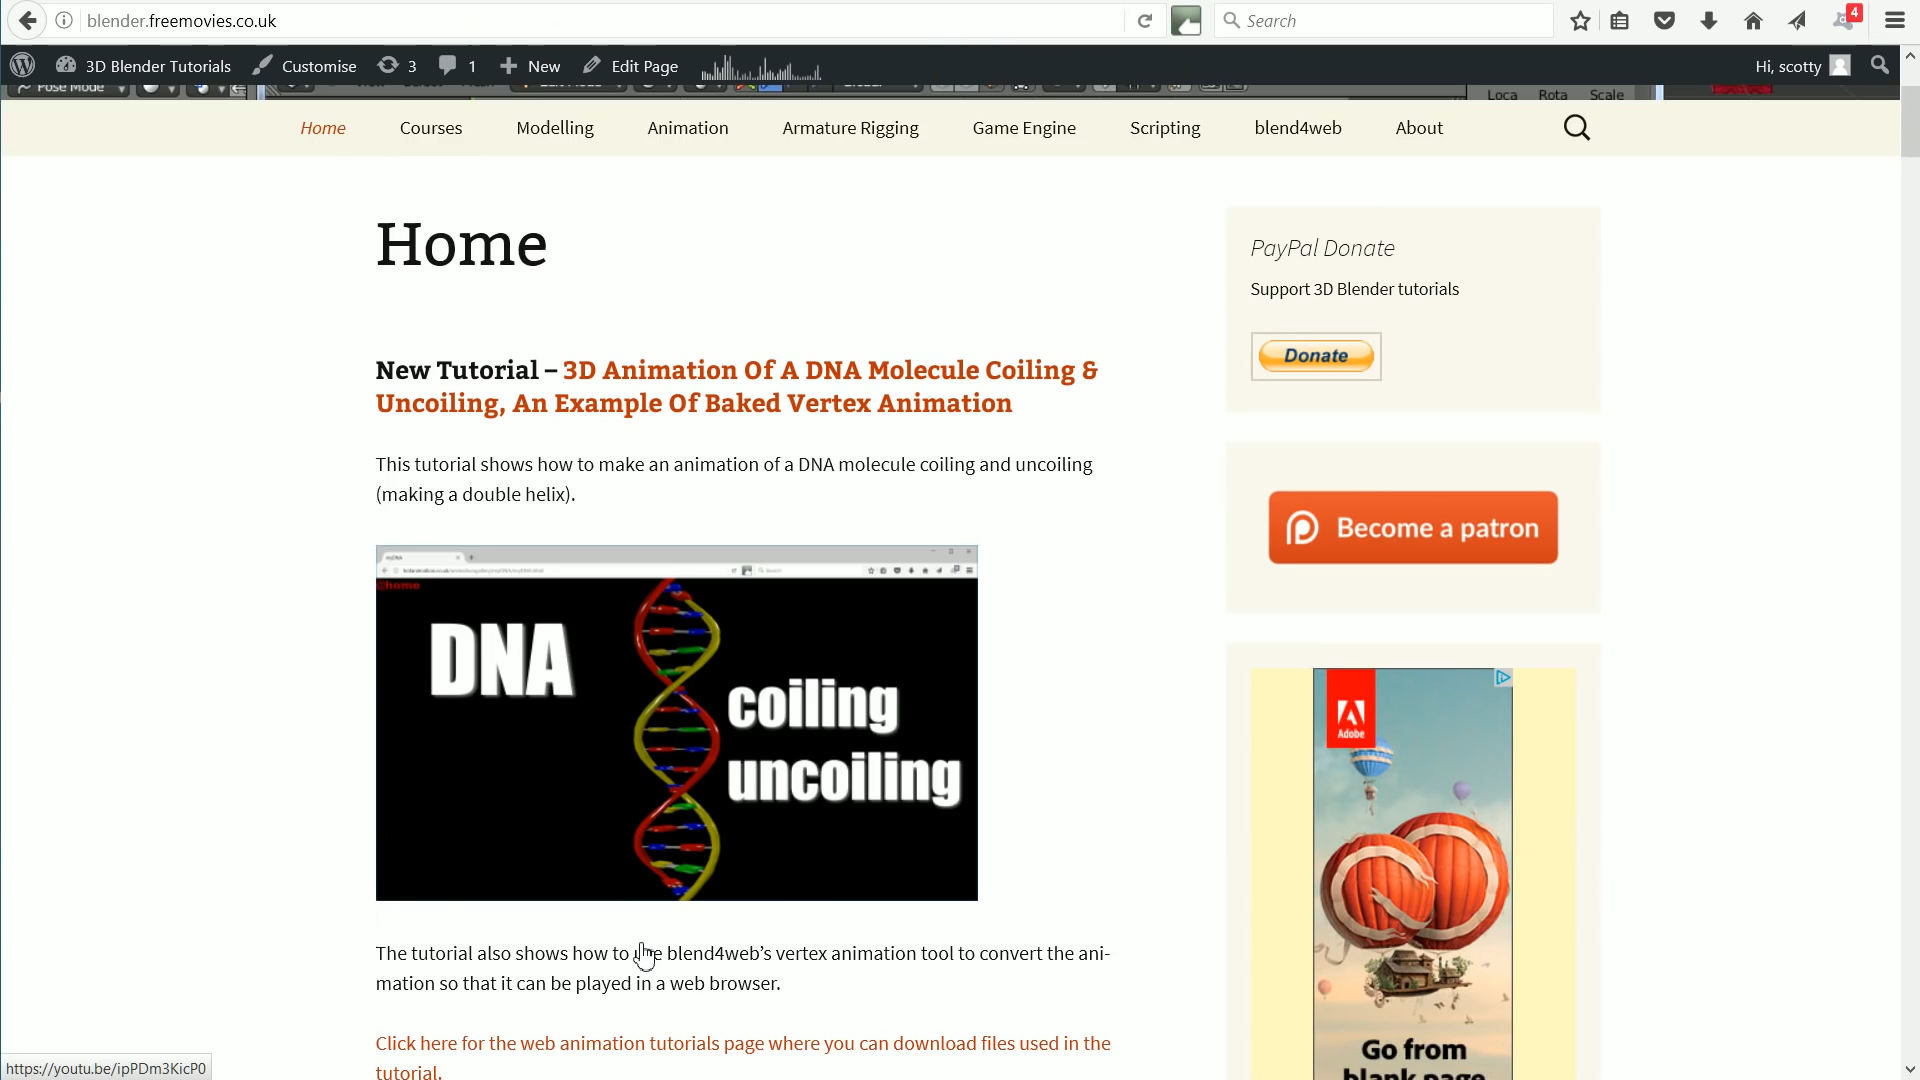 blender.freemovies.co.uk
Search
4
3D Blender Tutorials
Customise
3
1
New
Edit Page
Hi, scotty
Pose Mode
Loca Rota Scale
Home
Courses
Modelling
Animation
Armature Rigging
Game Engine
Scripting
blend4web
About
Home
New Tutorial – 3D Animation Of A DNA Molecule Coiling &
Uncoiling, An Example Of Baked Vertex Animation
This tutorial shows how to make an animation of a DNA molecule coiling and uncoiling
(making a double helix).
DNA
coiling
uncoiling
The tutorial also shows how to use blend4web’s vertex animation tool to convert the ani-
mation so that it can be played in a web browser.
Click here for the web animation tutorials page where you can download files used in the
tutorial.
PayPal Donate
Support 3D Blender tutorials
Donate
Become a patron
Adobe
Go from
blank page
https://youtu.be/ipPDm3KicP0